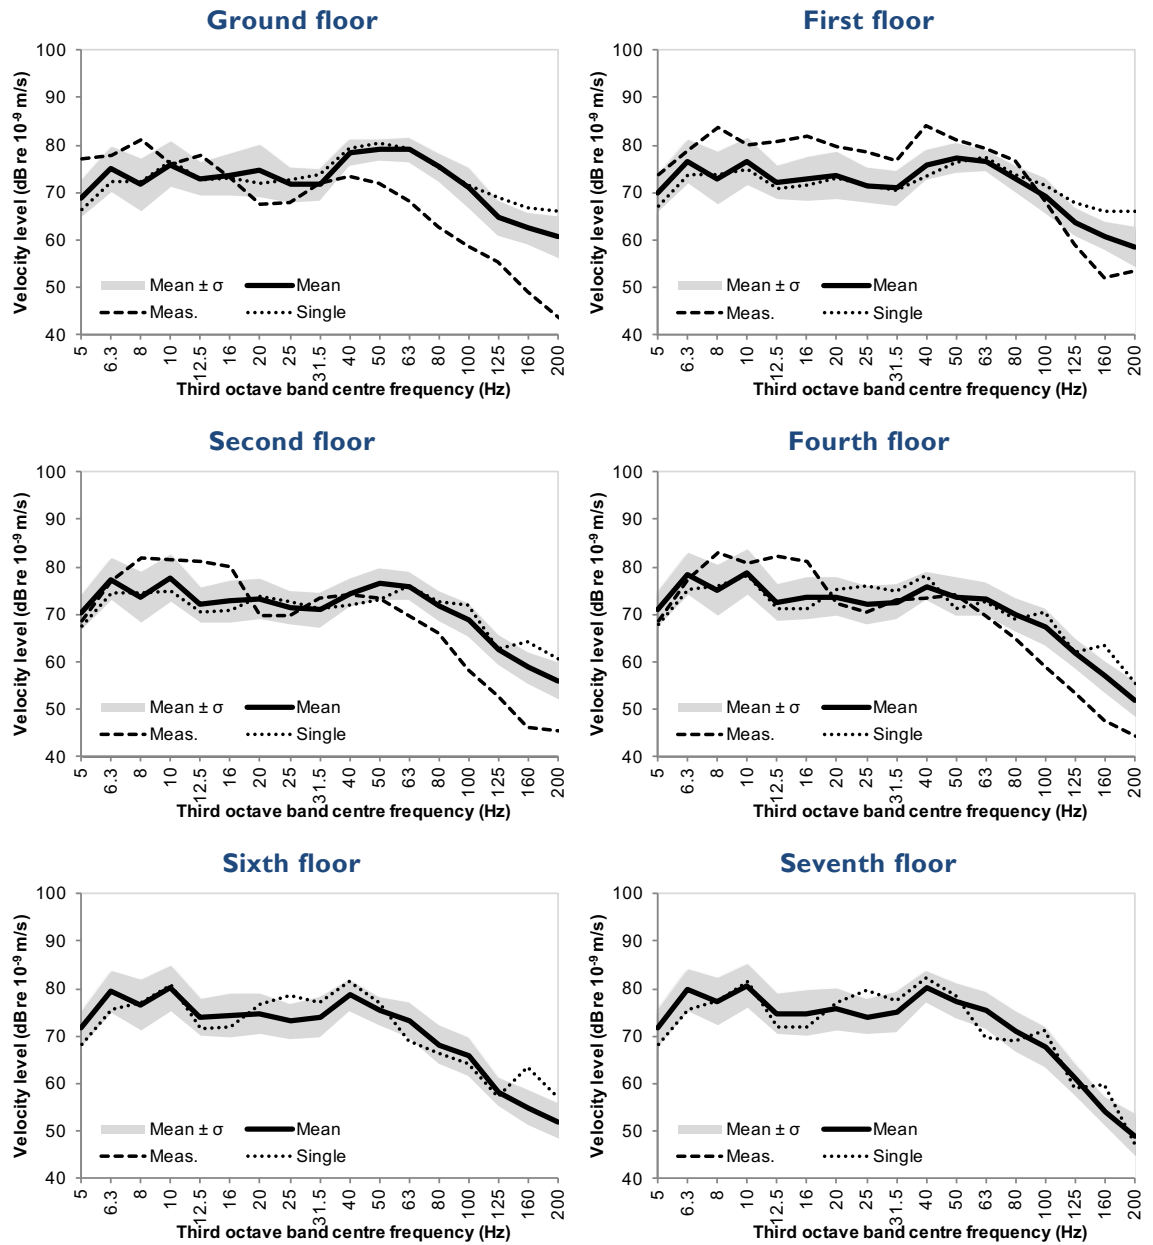 Ground floor
Velocity level (dB re 10⁻⁹ m/s)
100
90
80
70
60
50
40
Mean ± σ Mean
Meas. Single
5 6.3 8 10 12.5 16 20 25 31.5 40 50 63 80 100 125 160 200
Third octave band centre frequency (Hz)
First floor
Velocity level (dB re 10⁻⁹ m/s)
100
90
80
70
60
50
40
Mean ± σ Mean
Meas. Single
5 6.3 8 10 12.5 16 20 25 31.5 40 50 63 80 100 125 160 200
Third octave band centre frequency (Hz)
Second floor
Velocity level (dB re 10⁻⁹ m/s)
100
90
80
70
60
50
40
Mean ± σ Mean
Meas. Single
5 6.3 8 10 12.5 16 20 25 31.5 40 50 63 80 100 125 160 200
Third octave band centre frequency (Hz)
Fourth floor
Velocity level (dB re 10⁻⁹ m/s)
100
90
80
70
60
50
40
Mean ± σ Mean
Meas. Single
5 6.3 8 10 12.5 16 20 25 31.5 40 50 63 80 100 125 160 200
Third octave band centre frequency (Hz)
Sixth floor
Velocity level (dB re 10⁻⁹ m/s)
100
90
80
70
60
50
40
Mean ± σ Mean
Meas. Single
5 6.3 8 10 12.5 16 20 25 31.5 40 50 63 80 100 125 160 200
Third octave band centre frequency (Hz)
Seventh floor
Velocity level (dB re 10⁻⁹ m/s)
100
90
80
70
60
50
40
Mean ± σ Mean
Meas. Single
5 6.3 8 10 12.5 16 20 25 31.5 40 50 63 80 100 125 160 200
Third octave band centre frequency (Hz)